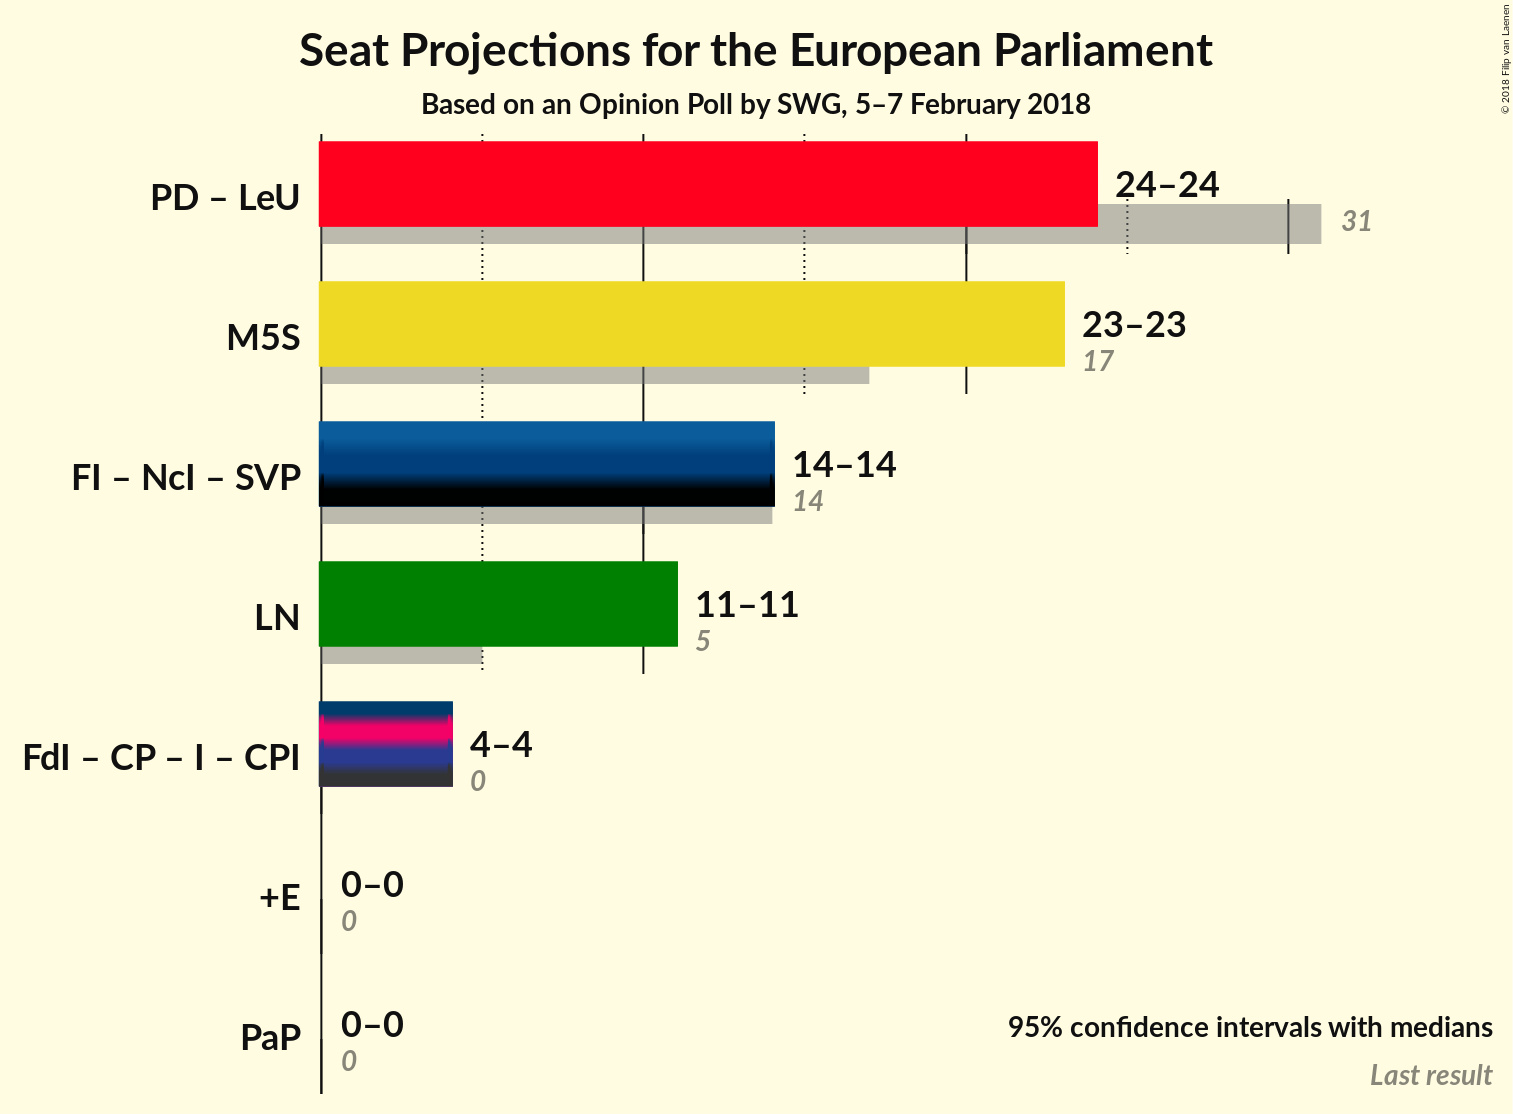 Seat Projections for the European Parliament
Based on an Opinion Poll by SWG, 5–7 February 2018
© 2018 Filip van Laenen
PD – LeU
24–24
31
M5S
23–23
17
FI – NcI – SVP
14–14
14
LN
11–11
5
FdI – CP – I – CPI
4–4
0
+E
0–0
0
PaP
0–0
0
95% confidence intervals with medians
Last result